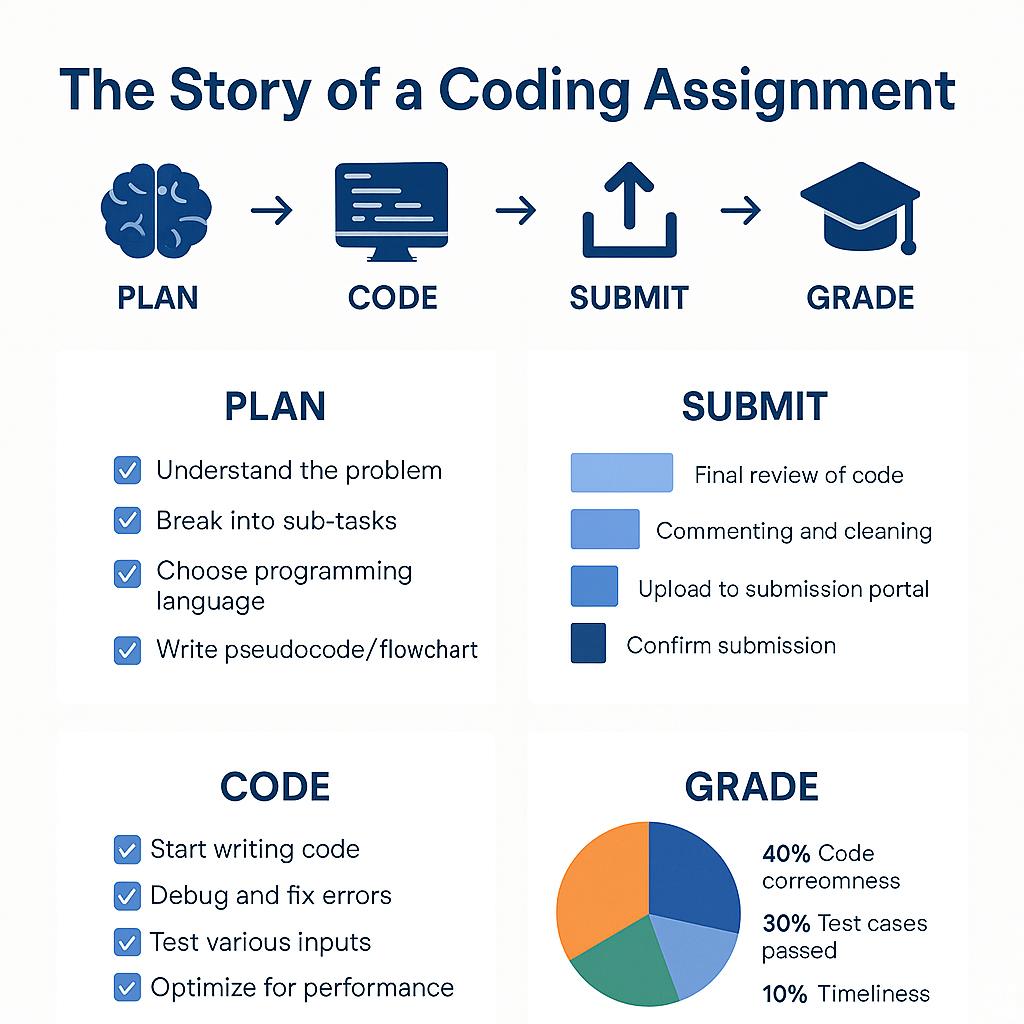 The Story of a Coding Assignment
PLAN
CODE
SUBMIT
GRADE
PLAN
Understand the problem
Break into sub-tasks
Choose programming
language
Write pseudocode/flowchart
SUBMIT
Final review of code
Commenting and cleaning
Upload to submission portal
Confirm submission
CODE
Start writing code
Debug and fix errors
Test various inputs
Optimize for performance
GRADE
40% Code
correomness
30% Test cases
passed
10% Timeliness